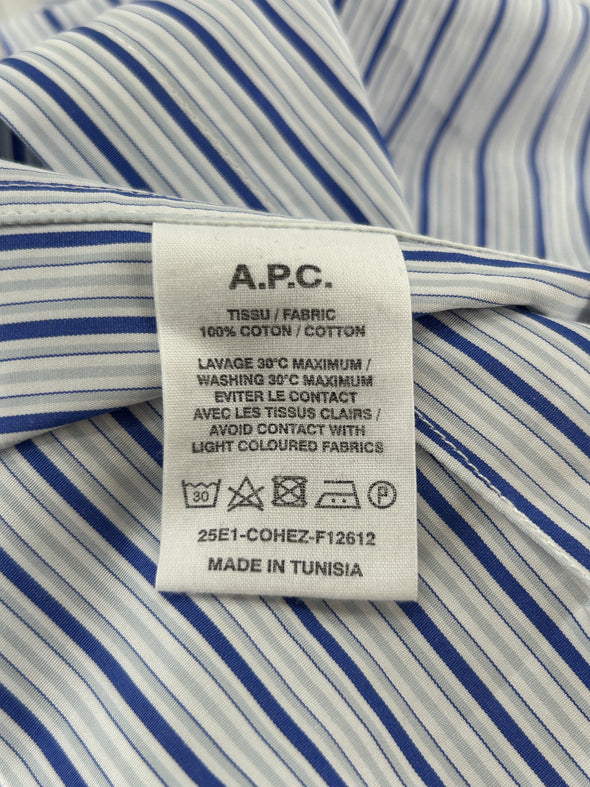 A.P.C.
TISSU / FABRIC
100% COTON / COTTON
LAVAGE 30°C MAXIMUM /
WASHING 30°C MAXIMUM
EVITER LE CONTACT
AVEC LES TISSUS CLAIRS /
AVOID CONTACT WITH
LIGHT COLOURED FABRICS
30 P
25E1-COHEZ-F12612
MADE IN TUNISIA